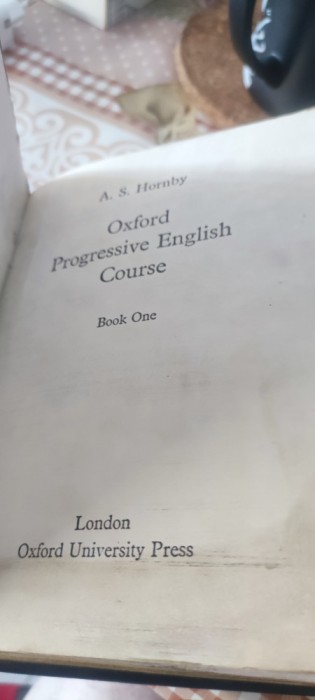 A. S. Hornby
Oxford
Progressive English
Course
Book One
London
Oxford University Press